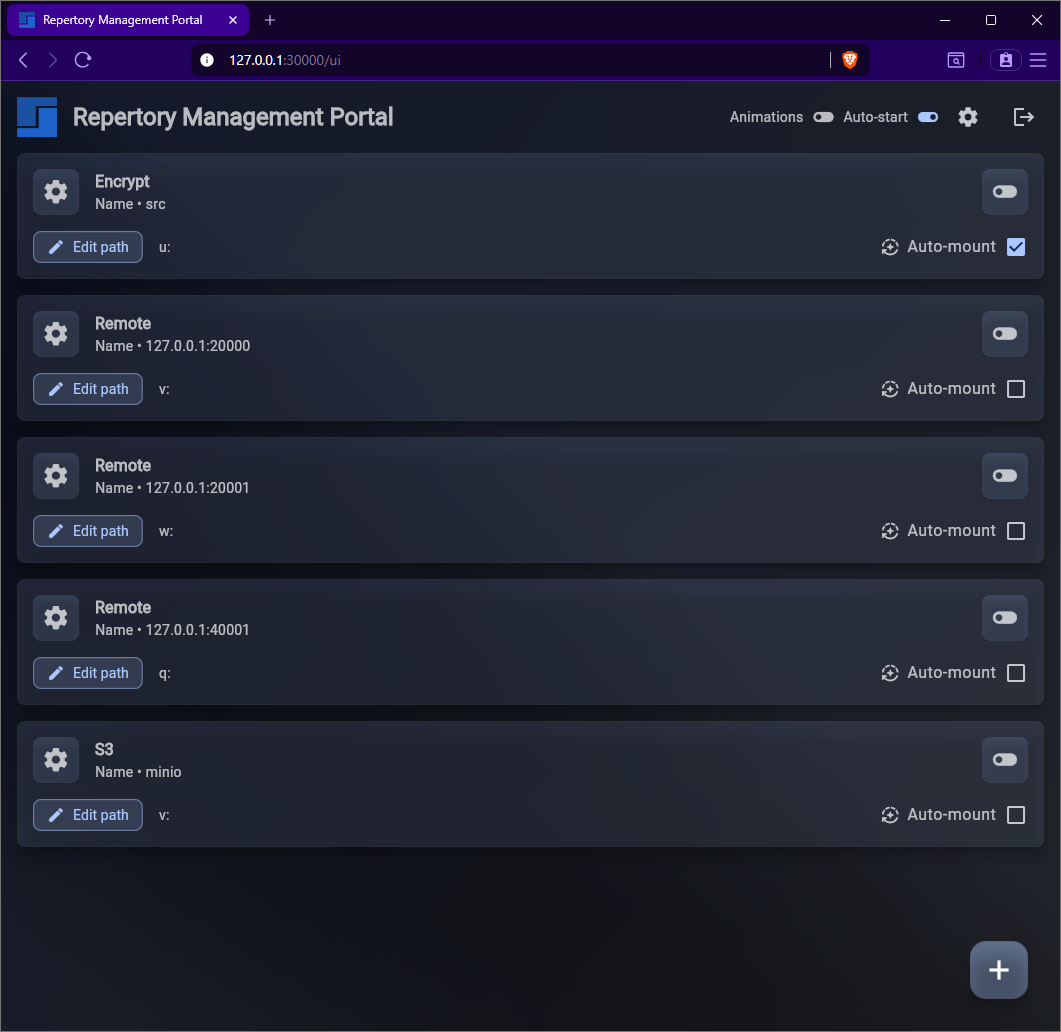 Repertory Management Portal
127.0.0.1:30000/ui
Repertory Management Portal
Animations Auto-start
Encrypt
Name • src
Edit path u: Auto-mount
Remote
Name • 127.0.0.1:20000
Edit path v: Auto-mount
Remote
Name • 127.0.0.1:20001
Edit path w: Auto-mount
Remote
Name • 127.0.0.1:40001
Edit path q: Auto-mount
S3
Name • minio
Edit path v: Auto-mount